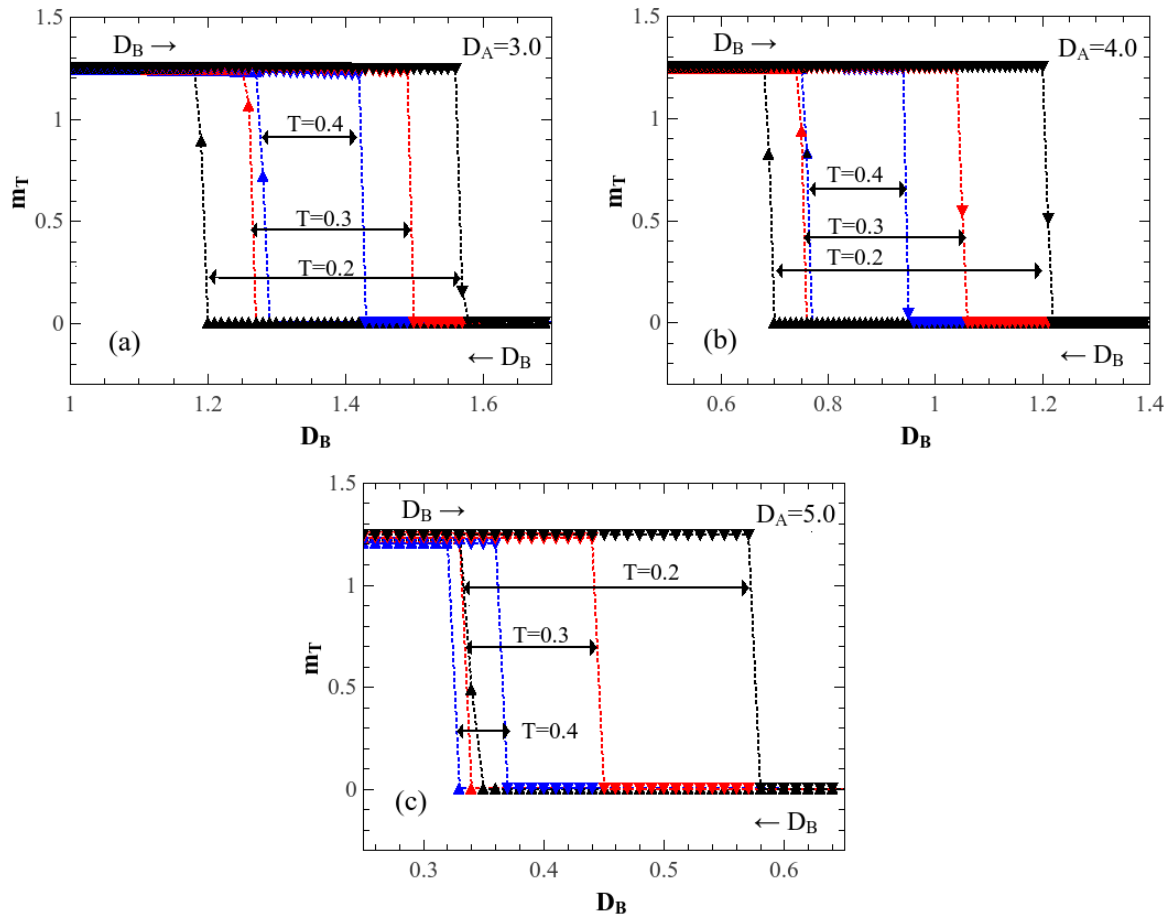 D_B →
D_A=3.0
1.5
1
0.5
0
m_T
T=0.4
T=0.3
T=0.2
(a)
← D_B
1
1.2
1.4
1.6
D_B
D_B →
D_A=4.0
1.5
1
0.5
0
m_T
T=0.4
T=0.3
T=0.2
(b)
← D_B
0.6
0.8
1
1.2
1.4
D_B
D_B →
D_A=5.0
1.5
1
0.5
0
m_T
T=0.2
T=0.3
T=0.4
(c)
← D_B
0.3
0.4
0.5
0.6
D_B